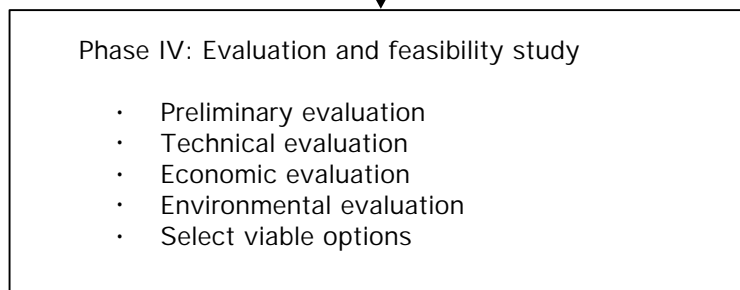 Phase IV: Evaluation and feasibility study
· Preliminary evaluation
· Technical evaluation
· Economic evaluation
· Environmental evaluation
· Select viable options